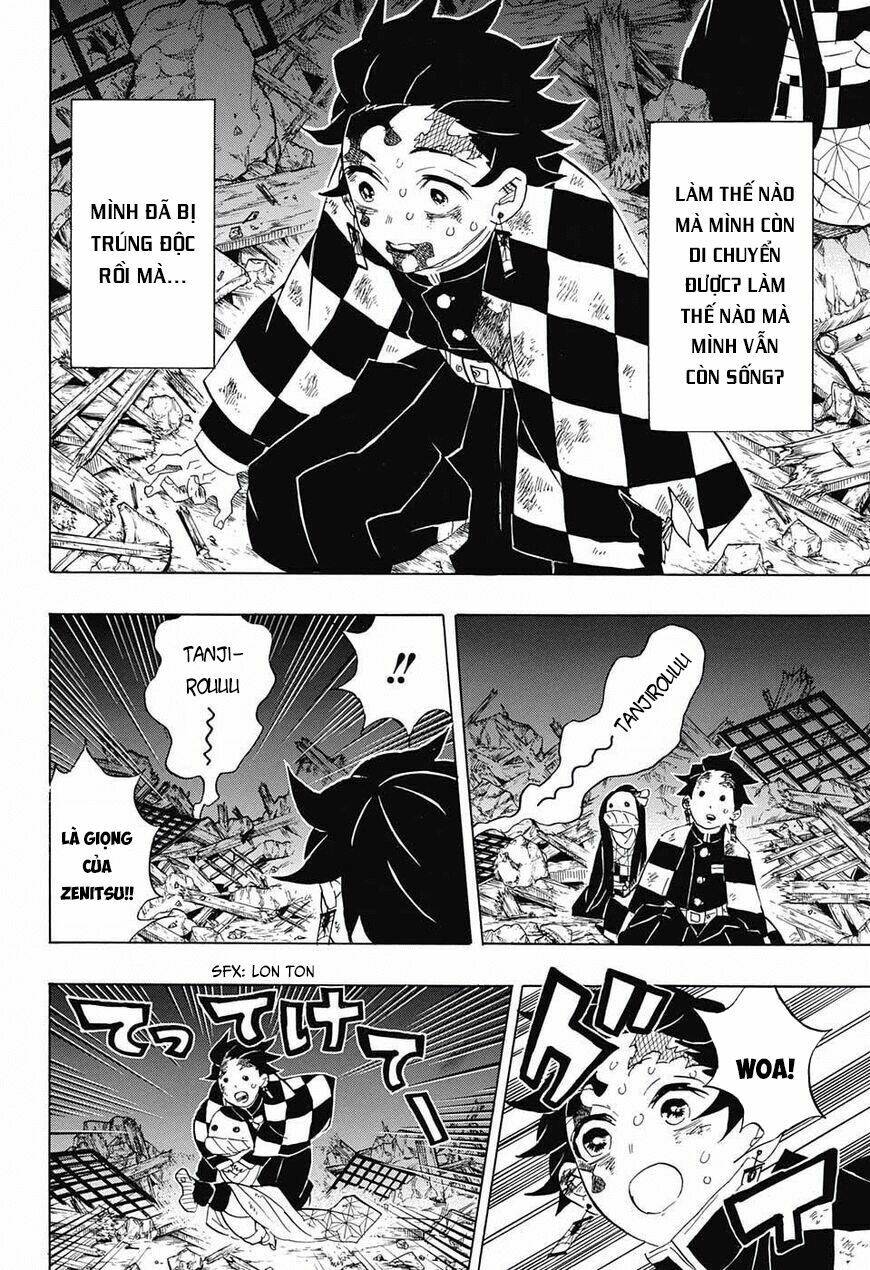 LÀM THẾ NÀO
MÀ MÌNH CÒN
DI CHUYỂN
ĐƯỢC? LÀM
THẾ NÀO MÀ
MÌNH VẪN
CÒN SỐNG?
MÌNH ĐÃ BỊ
TRÚNG ĐỘC
RỒI MÀ...
TANJIROUUU
!!
TANJI-
ROUUU
LÀ GIỌNG
CỦA
ZENITSU!!
WOA!
グイ
SFX: LON TON
てってけ
てー